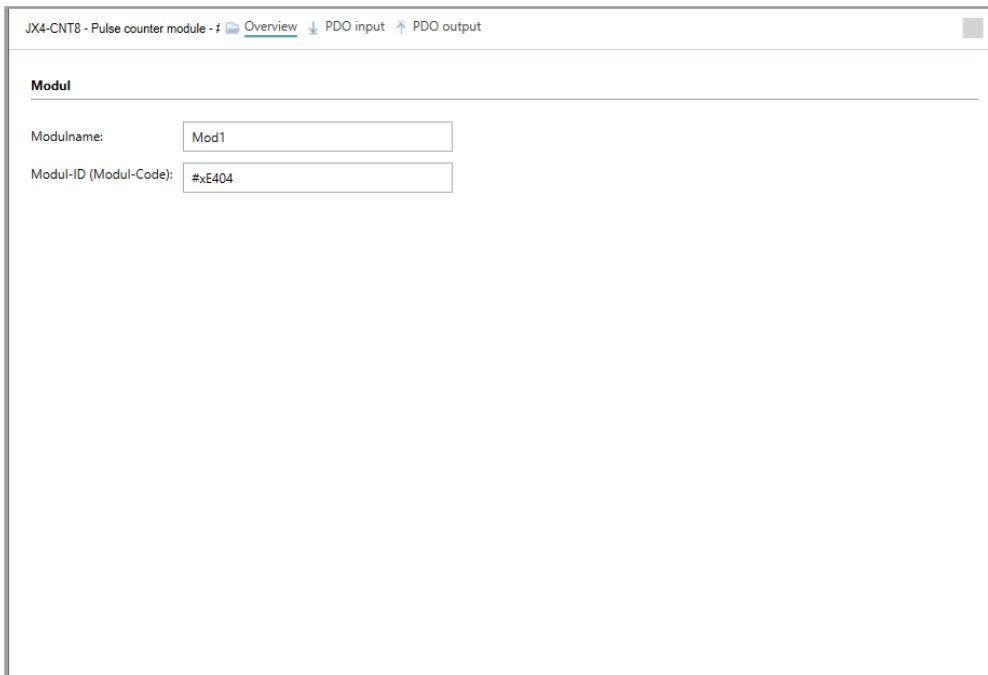 JX4-CNT8 - Pulse counter module - # Overview PDO input PDO output
Modul
Modulname: Mod1
Modul-ID (Modul-Code): #xE404